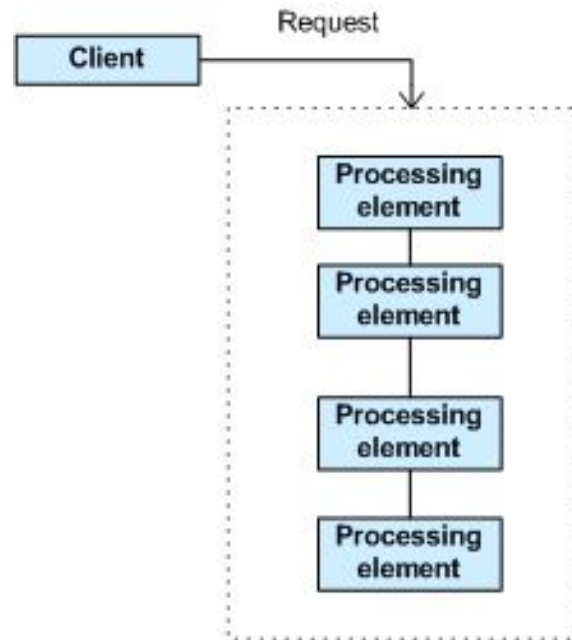 Request
Client
Processing
element
Processing
element
Processing
element
Processing
element